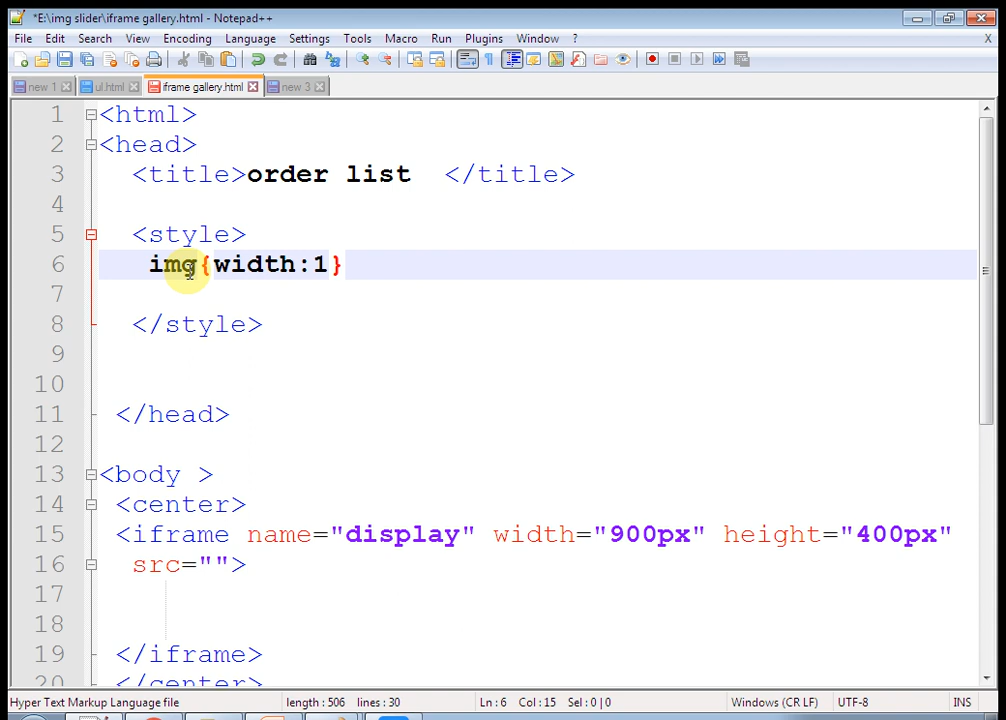 *E:\img slider\iframe gallery.html - Notepad++
File Edit Search View Encoding Language Settings Tools Macro Run Plugins Window ? X
new 1 ul.html iframe gallery.html new 3
1 <html>
2 <head>
3 <title>order list </title>
4
5 <style>
6 img{width:1}
7
8 </style>
9
10
11 </head>
12
13 <body >
14 <center>
15 <iframe name="display" width="900px" height="400px"
16 src="">
17
18
19 </iframe>
20 </center>
Hyper Text Markup Language file length : 506 lines : 30 Ln : 6 Col : 15 Sel : 0 | 0 Windows (CR LF) UTF-8 INS